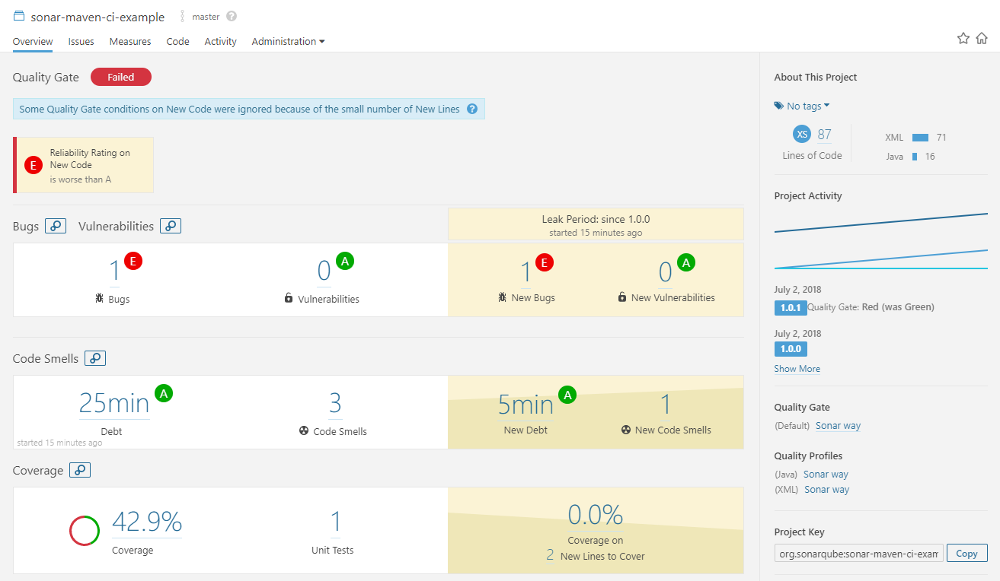 sonar-maven-ci-example master ?
Overview Issues Measures Code Activity Administration
Quality Gate Failed
Some Quality Gate conditions on New Code were ignored because of the small number of New Lines ?
E
Reliability Rating on
New Code
is worse than A
Bugs Vulnerabilities
Leak Period: since 1.0.0
started 15 minutes ago
1 E
Bugs
0 A
Vulnerabilities
1 E
New Bugs
0 A
New Vulnerabilities
Code Smells
25min A
Debt
3
Code Smells
started 15 minutes ago
5min A
New Debt
1
New Code Smells
Coverage
42.9%
Coverage
1
Unit Tests
0.0%
Coverage on
2 New Lines to Cover
About This Project
No tags
XS 87
Lines of Code
XML 71
Java 16
Project Activity
July 2, 2018
1.0.1 Quality Gate: Red (was Green)
July 2, 2018
1.0.0
Show More
Quality Gate
(Default) Sonar way
Quality Profiles
(Java) Sonar way
(XML) Sonar way
Project Key
org.sonarqube:sonar-maven-ci-exam Copy